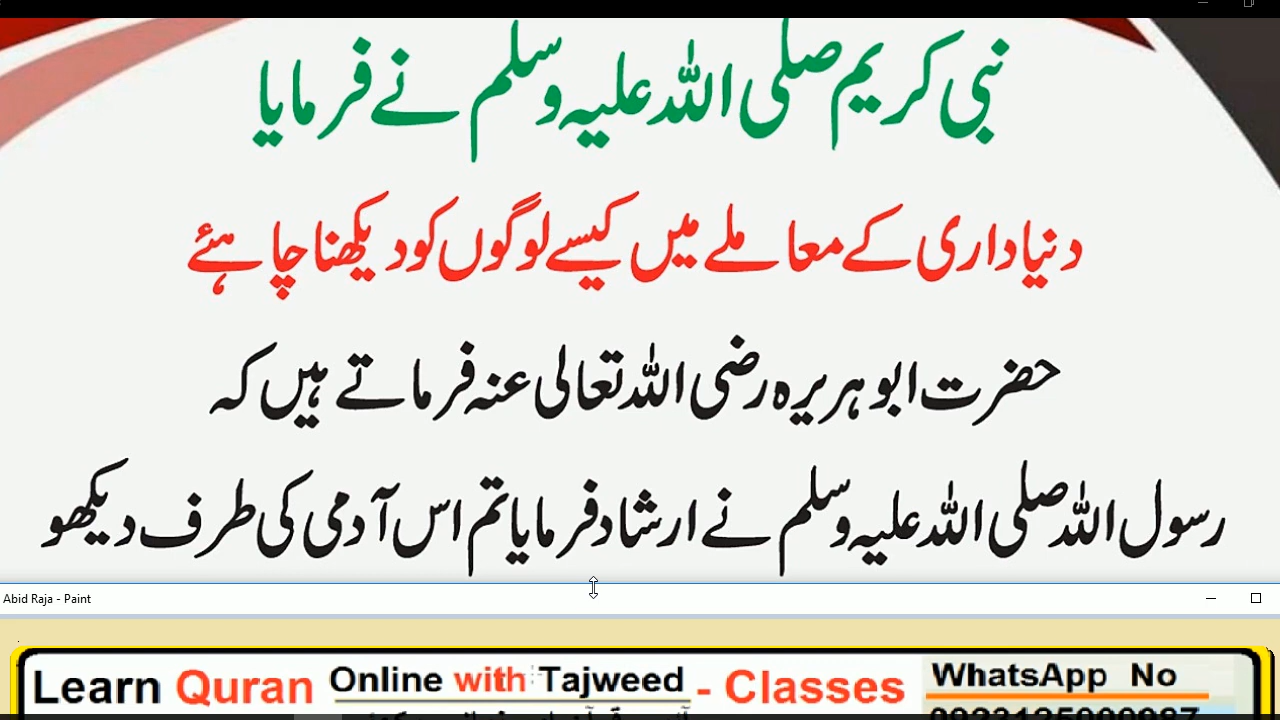 نبی کریم صلی اللہ علیہ وسلم نے فرمایا
دنیاداری کے معاملے میں کیسے لوگوں کو دیکھنا چاہئے
حضرت ابو ہریرہ رضی اللہ تعالی عنہ فرماتے ہیں کہ
رسول اللہ صلی اللہ علیہ وسلم نے ارشاد فرمایا تم اس آدمی کی طرف دیکھو
Abid Raja - Paint
Learn Quran Online with Tajweed - Classes
WhatsApp No